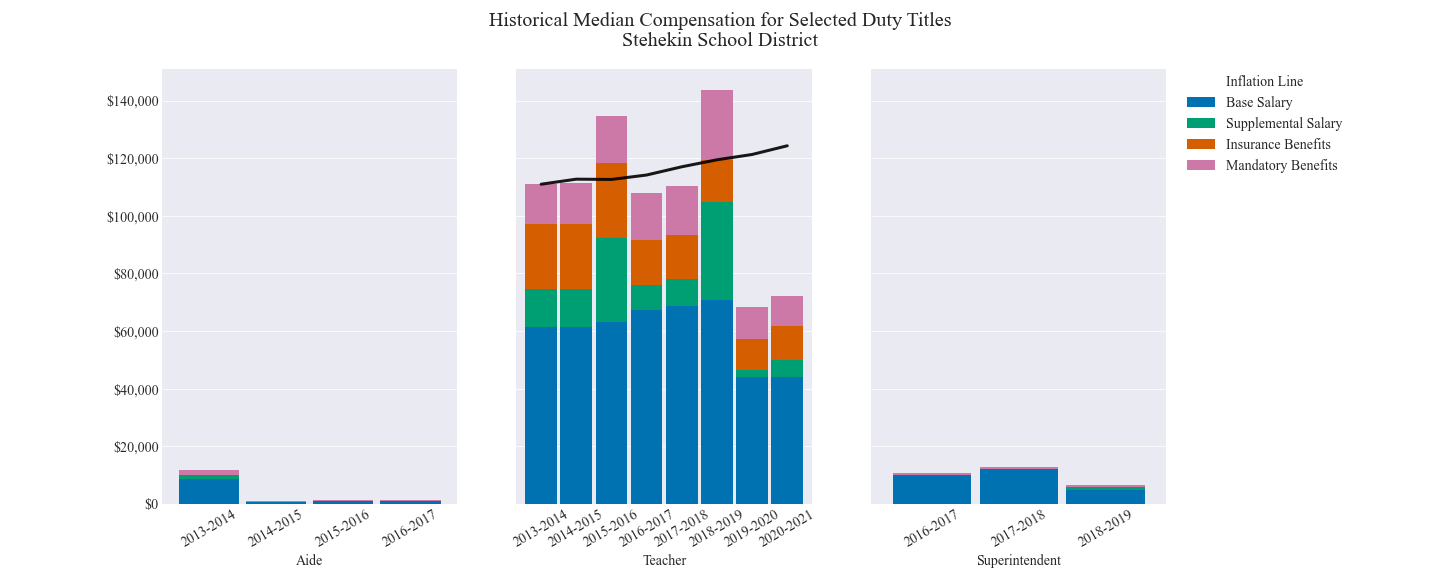 Historical Median Compensation for Selected Duty Titles
Stehekin School District
$140,000
$120,000
$100,000
$80,000
$60,000
$40,000
$20,000
$0
2013-2014
2014-2015
2015-2016
2016-2017
Aide
2013-2014
2014-2015
2015-2016
2016-2017
2017-2018
2018-2019
2019-2020
2020-2021
Teacher
2016-2017
2017-2018
2018-2019
Superintendent
Inflation Line
Base Salary
Supplemental Salary
Insurance Benefits
Mandatory Benefits